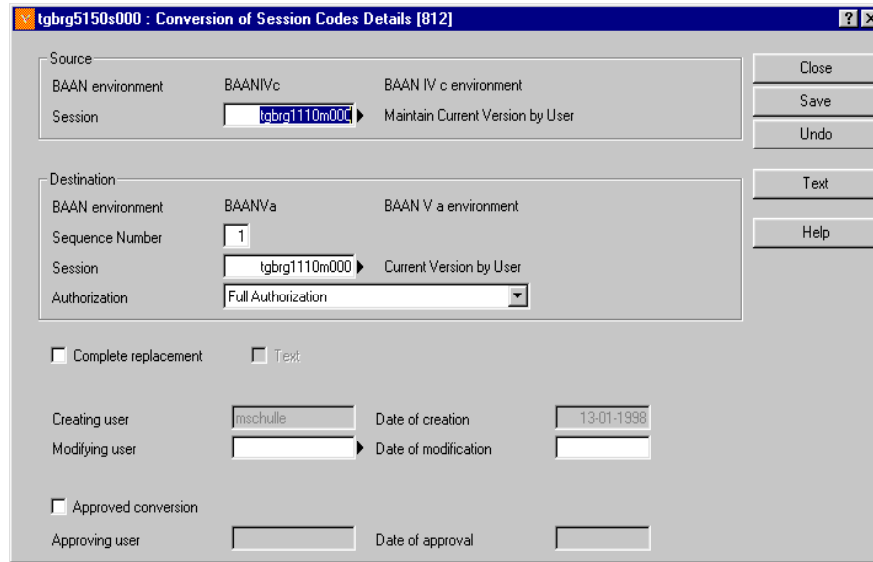 tgbrg5150s000 : Conversion of Session Codes Details [812]
Source
BAAN environment BAANIVc BAAN IV c environment
Session tgbrg1110m000 Maintain Current Version by User
Close
Save
Undo
Destination
BAAN environment BAANVa BAAN V a environment
Sequence Number 1
Session tgbrg1110m000 Current Version by User
Authorization Full Authorization
Text
Help
Complete replacement Text
Creating user mschulle Date of creation 13-01-1998
Modifying user Date of modification
Approved conversion
Approving user Date of approval